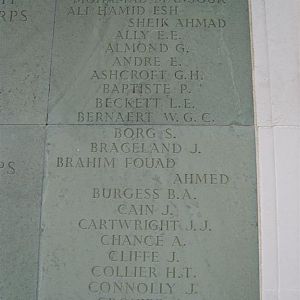 ALI HAMID ESH-
SHEIK AHMAD
ALLY E.E.
ALMOND G.
ANDRE E.
ASHCROFT G.H.
BAPTISTE P.
BECKETT L.E.
BERNAERT W.G.C.
BORG S.
BRAGELAND J.
BRAHIM FOUAD
AHMED
BURGESS B.A.
CAIN J.
CARTWRIGHT J.J.
CHANCÉ A.
CLIFFE J.
COLLIER H.T.
CONNOLLY J.